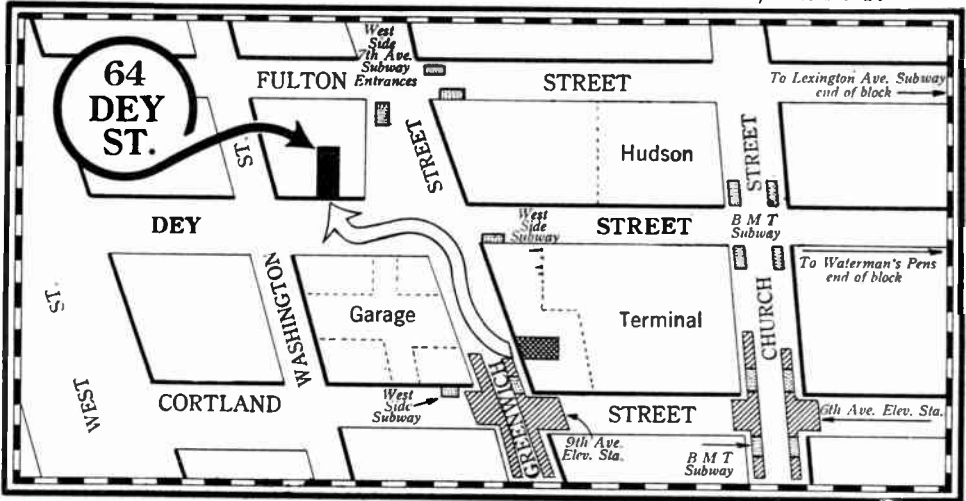 64
DEY
ST.
West
Side
7th Ave.
Subway
Entrances
FULTON
STREET
To Lexington Ave. Subway
end of block
ST.
STREET
Hudson
STREET
DEY
West
Side
Subway
STREET
B M T
Subway
To Waterman's Pens
end of block
ST.
WASHINGTON
Garage
Terminal
CHURCH
WEST
CORTLAND
West
Side
Subway
GREENWICH
STREET
6th Ave. Elev. Sta.
9th Ave.
Elev. Sta.
B M T
Subway